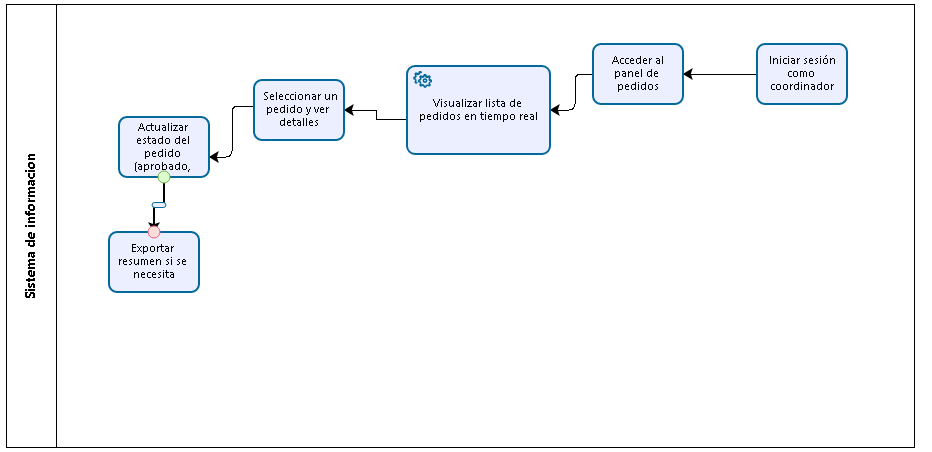 Sistema de informacion
Iniciar sesión
como
coordinador
Acceder al
panel de
pedidos
Visualizar lista de
pedidos en tiempo real
Seleccionar un
pedido y ver
detalles
Actualizar
estado del
pedido
(aprobado,
Exportar
resumen si se
necesita